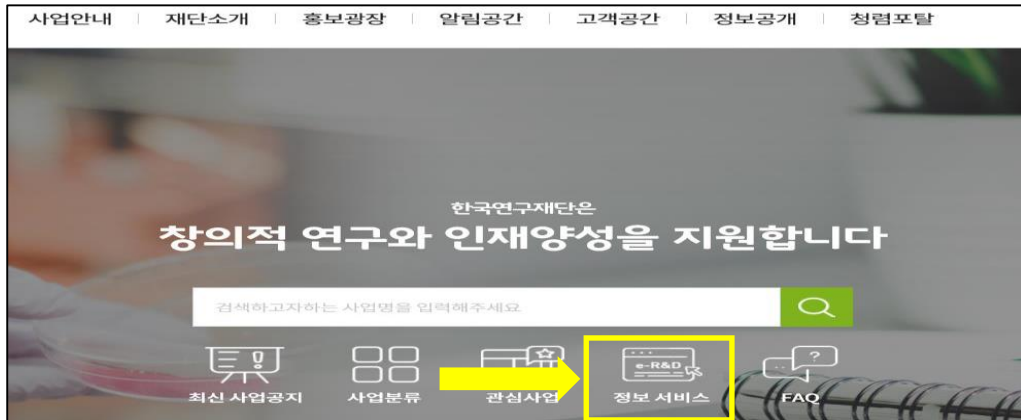 사업안내 재단소개 홍보광장 알림공간 고객공간 정보공개 청렴포탈
한국연구재단은
창의적 연구와 인재양성을 지원합니다
검색하고자하는 사업명을 입력해주세요
e-R&D
최신 사업공지 사업분류 관심사업 정보 서비스 FAQ